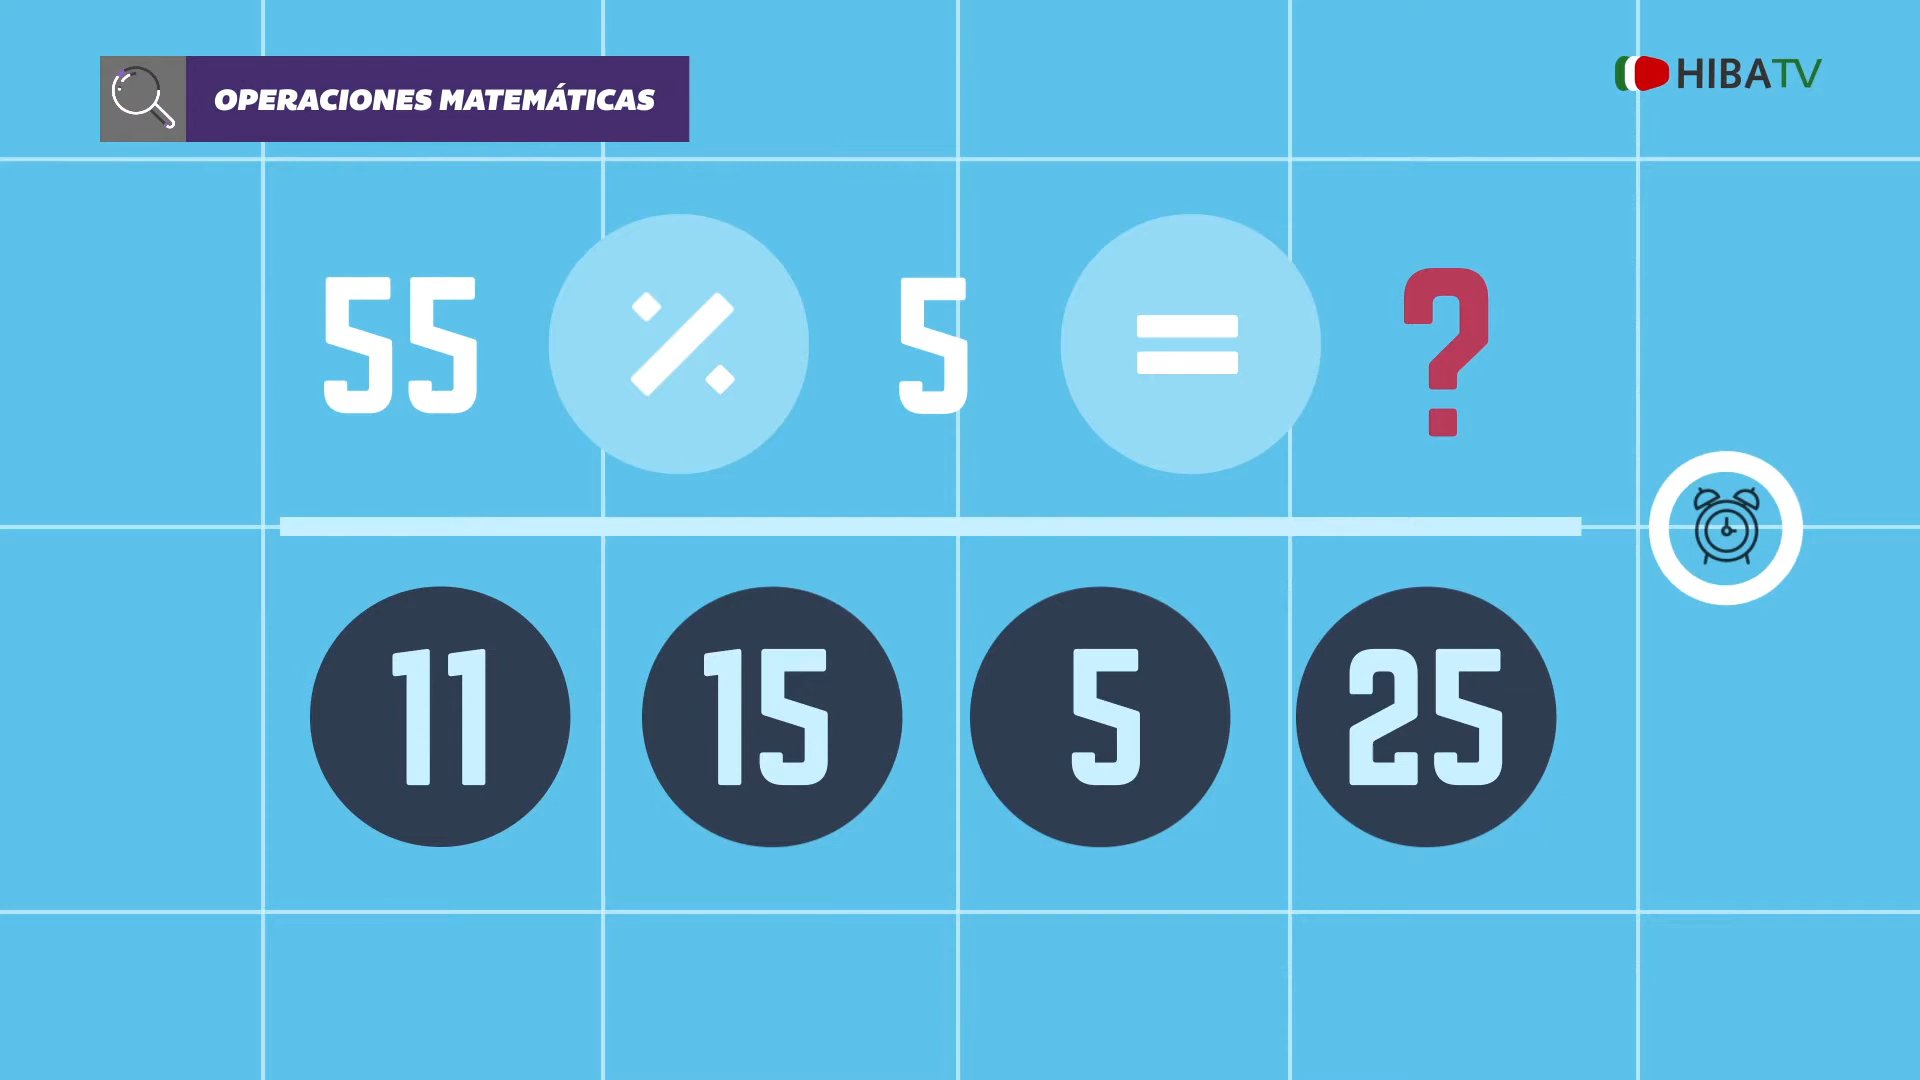 OPERACIONES MATEMÁTICAS
HIBATV
55 % 5 = ?
11 15 5 25